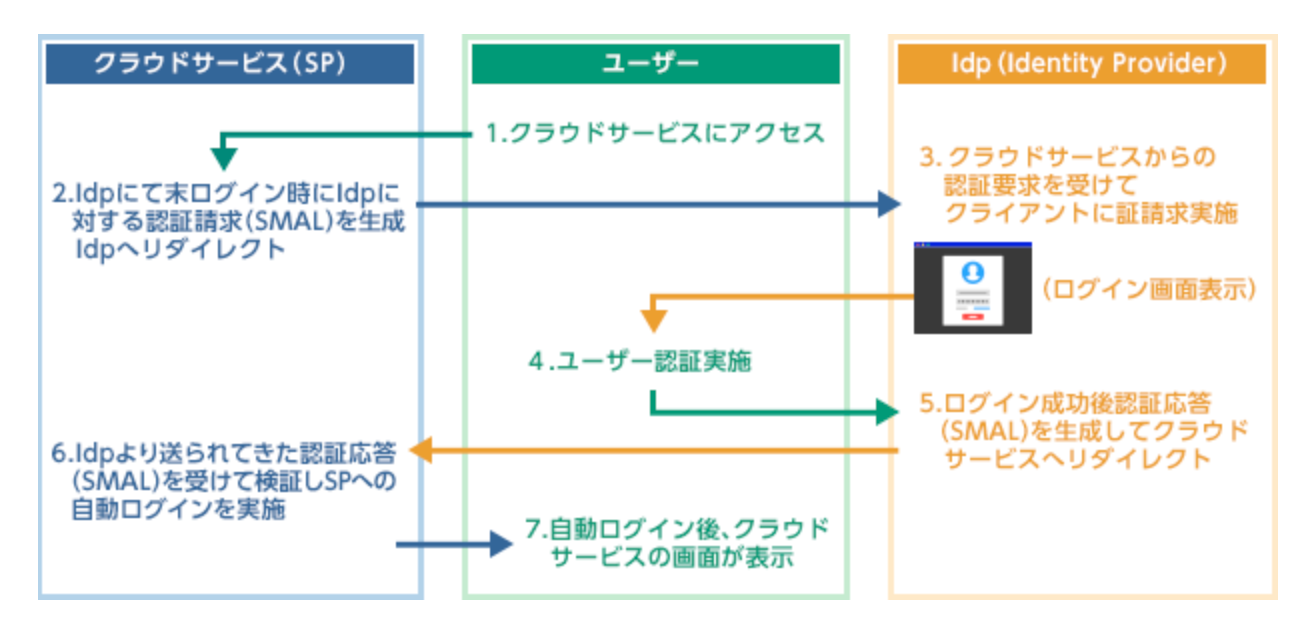 クラウドサービス(SP)
ユーザー
Idp(Identity Provider)
1.クラウドサービスにアクセス
2.Idpにて末ログイン時にIdpに
対する認証請求(SMAL)を生成
Idpへリダイレクト
3.クラウドサービスからの
認証要求を受けて
クライアントに証請求実施
(ログイン画面表示)
4.ユーザー認証実施
5.ログイン成功後認証応答
(SMAL)を生成してクラウド
サービスへリダイレクト
6.Idpより送られてきた認証応答
(SMAL)を受けて検証しSPへの
自動ログインを実施
7.自動ログイン後、クラウド
サービスの画面が表示